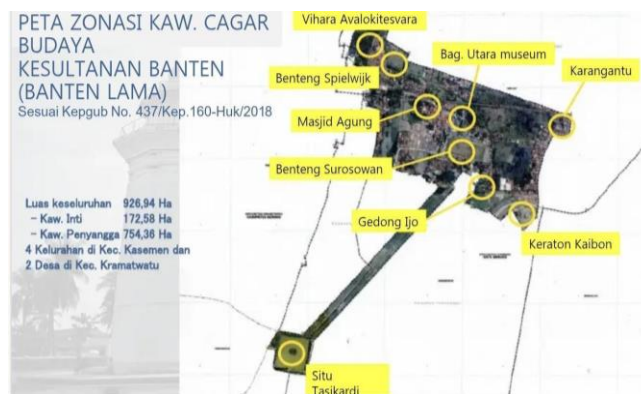 PETA ZONASI KAW. CAGAR
BUDAYA
KESULTANAN BANTEN
(BANTEN LAMA)
Sesuai Kepgub No. 437/Kep.160-Huk/2018
Luas keseluruhan 926,94 Ha
– Kaw. Inti 172,58 Ha
– Kaw. Penyangga 754,36 Ha
4 Kelurahan di Kec. Kasemen dan
2 Desa di Kec. Kramatwatu
Vihara Avalokitesvara
Bag. Utara museum
Karangantu
Benteng Spielwijk
Masjid Agung
Benteng Surosowan
Gedong Ijo
Keraton Kaibon
Situ
Tasikardi